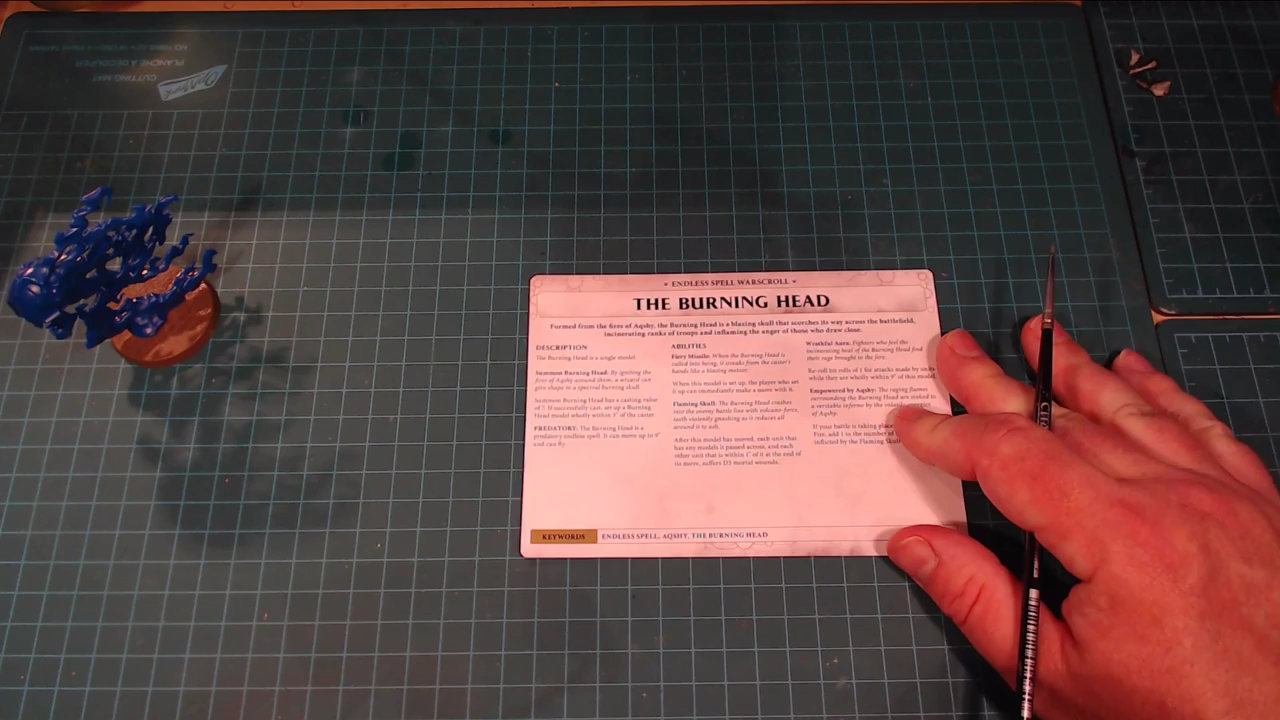 NO 70815 12" X 18" A3 CRAFT KNIFE TAIWAN
PLANCHE À DÉCOUPER
CUTTING MAT
• ENDLESS SPELL WARSCROLL •
THE BURNING HEAD
Formed from the fires of Aqshy, the Burning Head is a blazing skull that scorches its way across the battlefield,
incinerating ranks of troops and inflaming the anger of those who draw close.
DESCRIPTION
The Burning Head is a single model.
Summon Burning Head: By igniting the
fires of Aqshy around them, a wizard can
give shape to a spectral burning skull.
Summon Burning Head has a casting value
of 7. If successfully cast, set up a Burning
Head model wholly within 3" of the caster.
PREDATORY: The Burning Head is a
predatory endless spell. It can move up to 9"
and can fly.
ABILITIES
Fiery Missile: When the Burning Head is
called into being, it streaks from the caster's
hands like a blazing meteor.
When this model is set up, the player who set
it up can immediately make a move with it.
Flaming Skull: The Burning Head crashes
into the enemy battle line with volcanic force,
teeth violently gnashing as it reduces all
around it to ash.
After this model has moved, each unit that
has any models it passed across, and each
other unit that is within 1" of it at the end of
its move, suffers D3 mortal wounds.
Wrathful Aura: Fighters who feel the
incinerating heat of the Burning Head find
their rage brought to the fore.
Re-roll hit rolls of 1 for attacks made by units
while they are wholly within 9" of this model.
Empowered by Aqshy: The raging flames
surrounding the Burning Head are stoked to
a veritable inferno by the volatile energies
of Aqshy.
If your battle is taking place
Fire, add 1 to the number of
inflicted by the Flaming Skull
KEYWORDS
ENDLESS SPELL, AQSHY, THE BURNING HEAD